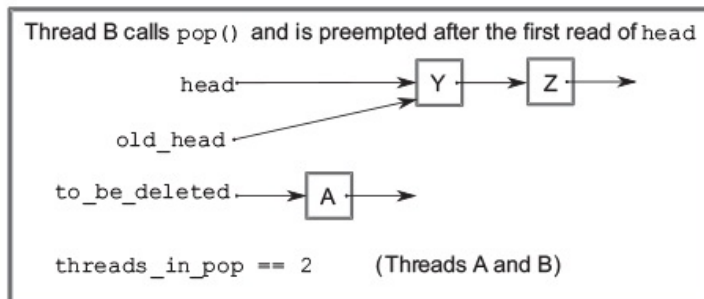 Thread B calls pop() and is preempted after the first read of head
head
Y
Z
old_head
to_be_deleted
A
threads_in_pop == 2 (Threads A and B)